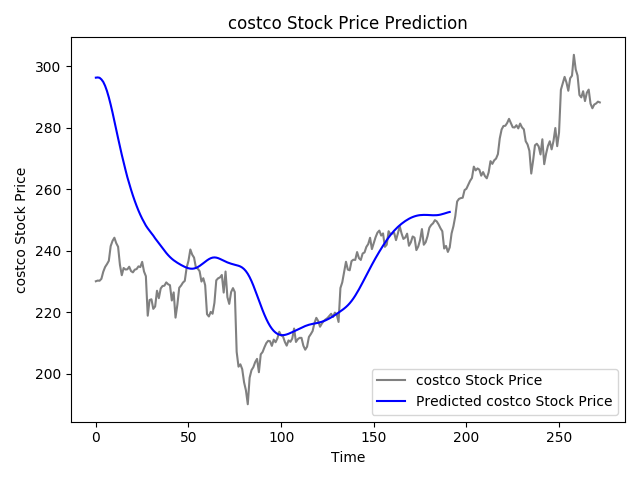 costco Stock Price Prediction
costco Stock Price
300
280
260
240
220
200
0 50 100 150 200 250
Time
costco Stock Price
Predicted costco Stock Price